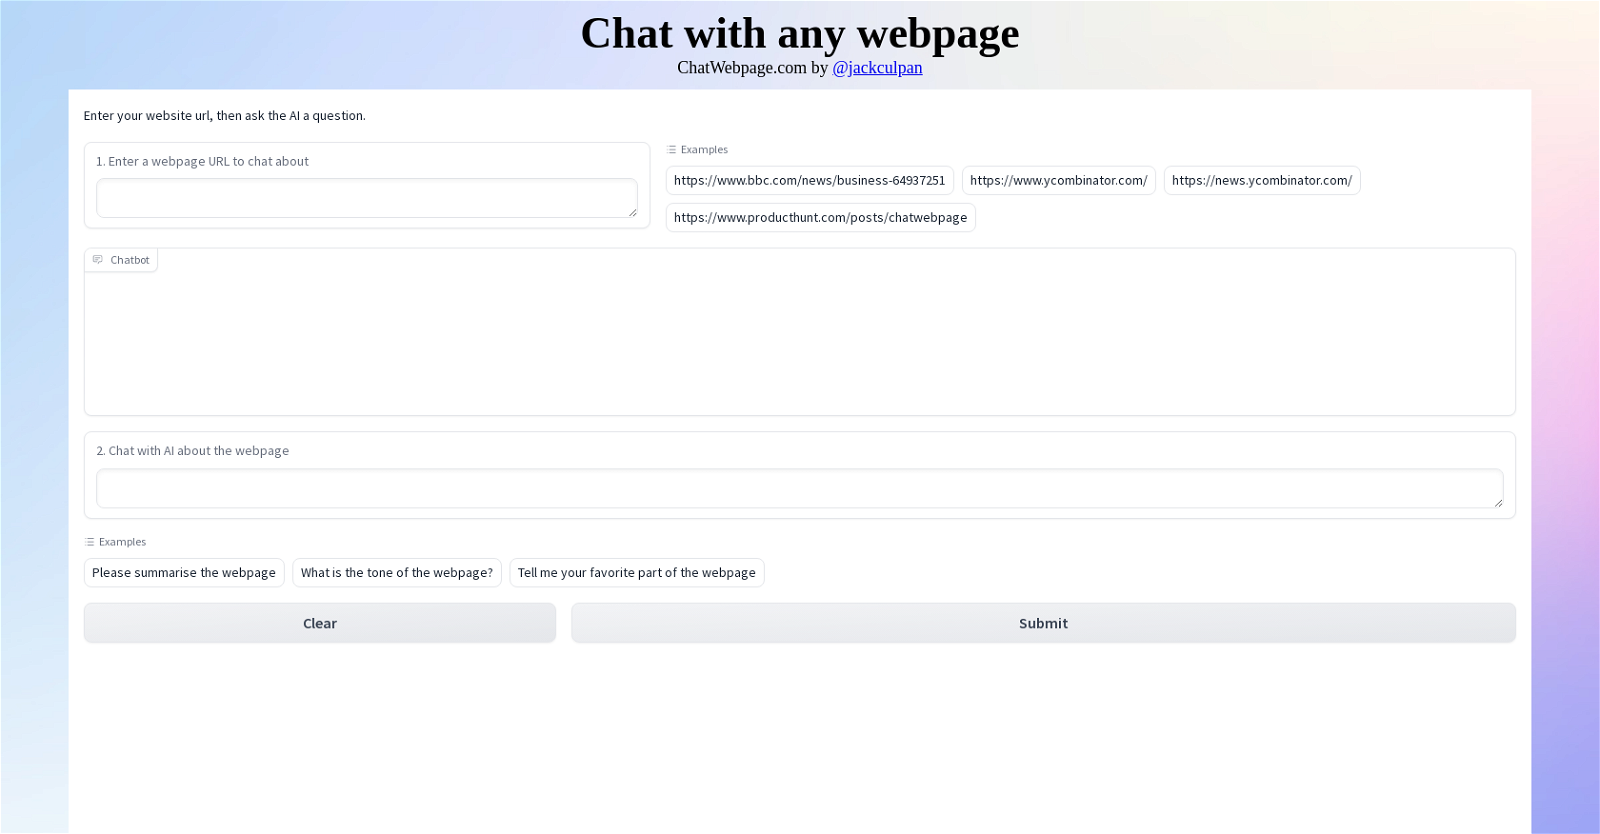 Chat with any webpage
ChatWebpage.com by @jackculpan
Enter your website url, then ask the AI a question.
1. Enter a webpage URL to chat about
Examples
https://www.bbc.com/news/business-64937251
https://www.ycombinator.com/
https://news.ycombinator.com/
https://www.producthunt.com/posts/chatwebpage
Chatbot
2. Chat with AI about the webpage
Examples
Please summarise the webpage
What is the tone of the webpage?
Tell me your favorite part of the webpage
Clear
Submit